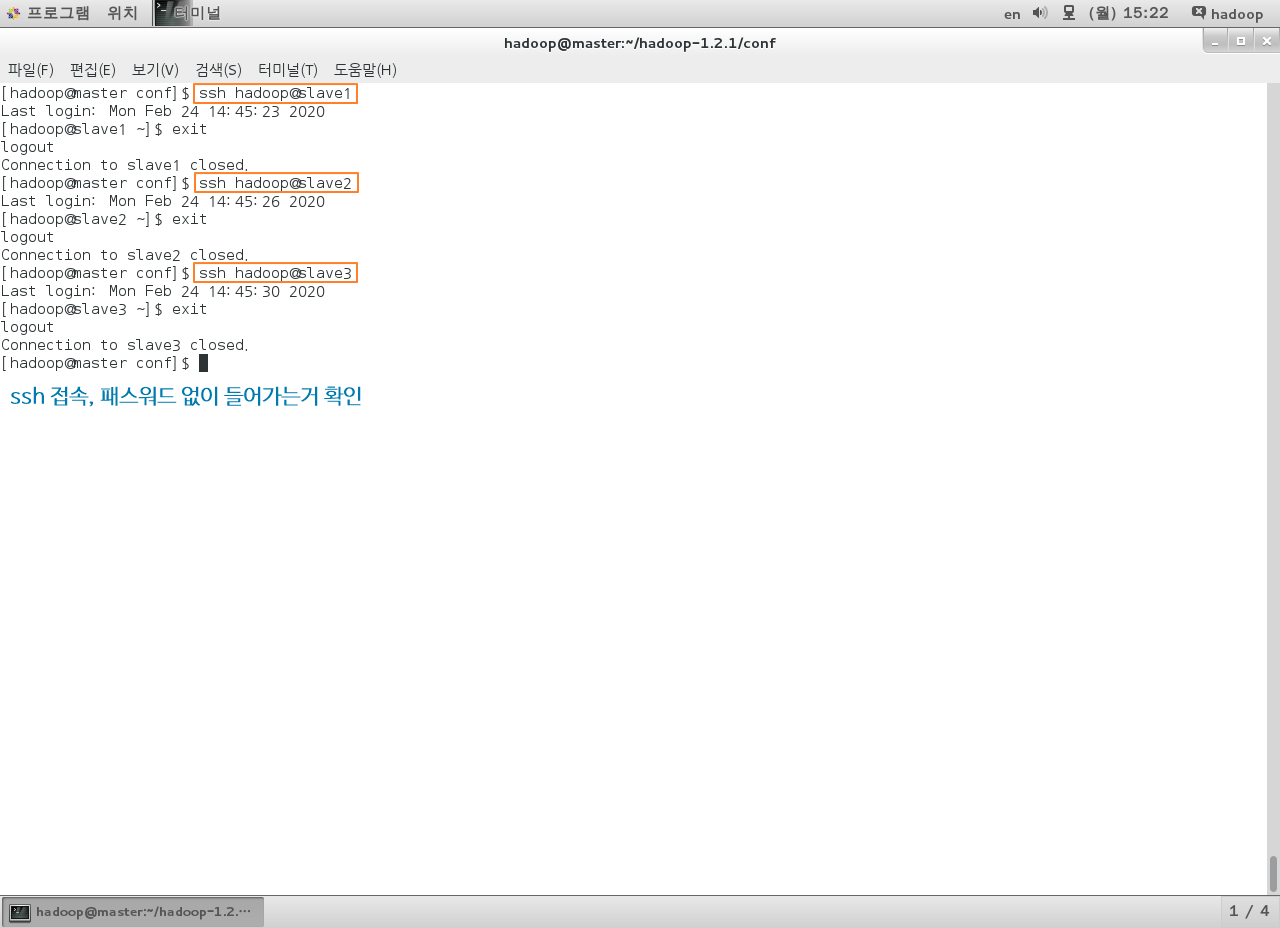 프로그램 위치 터미널 en (월) 15:22 hadoop
hadoop@master:~/hadoop-1.2.1/conf
파일(F) 편집(E) 보기(V) 검색(S) 터미널(T) 도움말(H)
[hadoop@master conf]$ ssh hadoop@slave1
Last login: Mon Feb 24 14:45:23 2020
[hadoop@slave1 ~]$ exit
logout
Connection to slave1 closed.
[hadoop@master conf]$ ssh hadoop@slave2
Last login: Mon Feb 24 14:45:26 2020
[hadoop@slave2 ~]$ exit
logout
Connection to slave2 closed.
[hadoop@master conf]$ ssh hadoop@slave3
Last login: Mon Feb 24 14:45:30 2020
[hadoop@slave3 ~]$ exit
logout
Connection to slave3 closed.
[hadoop@master conf]$
ssh 접속, 패스워드 없이 들어가는거 확인
hadoop@master:~/hadoop-1.2.… 1 / 4